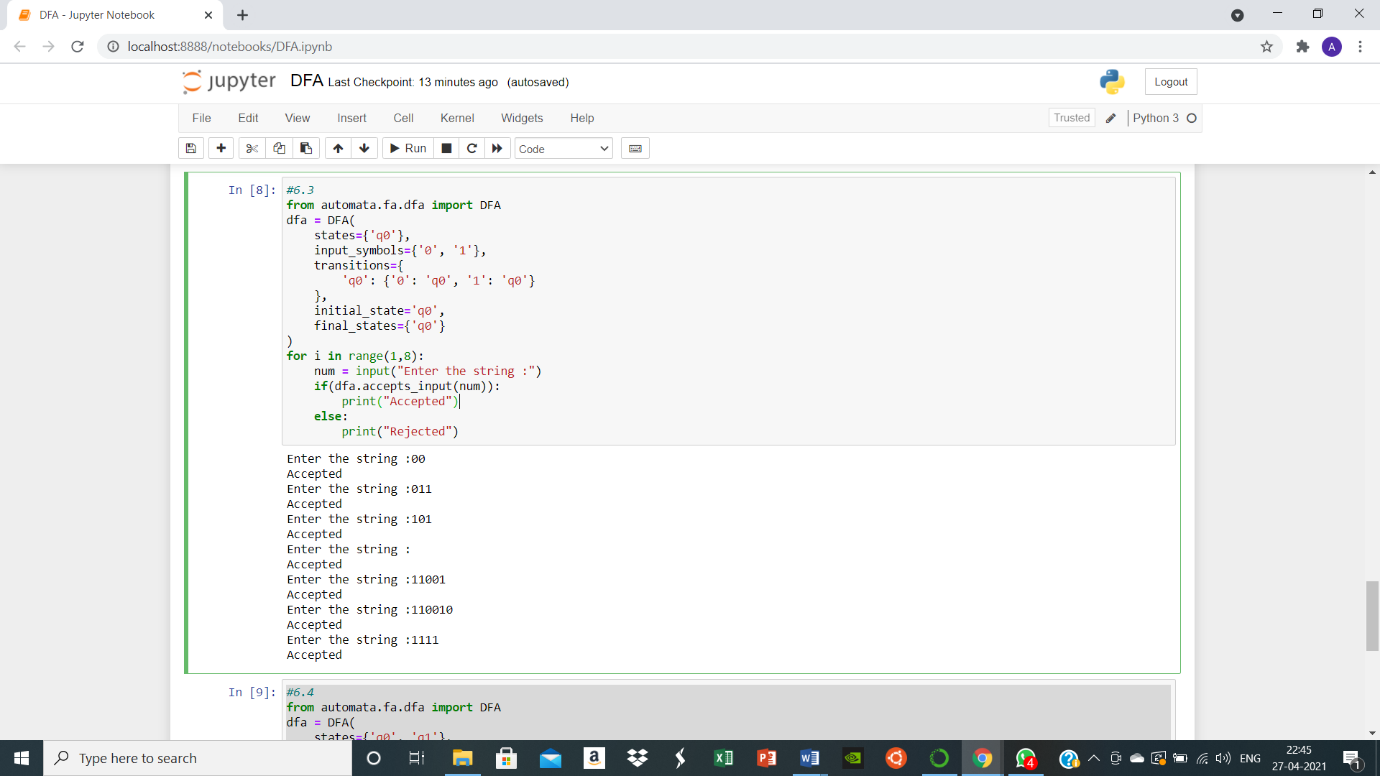 DFA - Jupyter Notebook
localhost:8888/notebooks/DFA.ipynb
A
jupyter DFA Last Checkpoint: 13 minutes ago (autosaved)
Logout
File Edit View Insert Cell Kernel Widgets Help
Trusted Python 3
Run Code
In [8]: #6.3
from automata.fa.dfa import DFA
dfa = DFA(
    states={'q0'},
    input_symbols={'0', '1'},
    transitions={
        'q0': {'0': 'q0', '1': 'q0'}
    },
    initial_state='q0',
    final_states={'q0'}
)
for i in range(1,8):
    num = input("Enter the string :")
    if(dfa.accepts_input(num)):
        print("Accepted")
    else:
        print("Rejected")
Enter the string :00
Accepted
Enter the string :011
Accepted
Enter the string :101
Accepted
Enter the string :
Accepted
Enter the string :11001
Accepted
Enter the string :110010
Accepted
Enter the string :1111
Accepted
In [9]: #6.4
from automata.fa.dfa import DFA
dfa = DFA(
    states={'q0', 'q1'},
Type here to search
a
4
ENG
22:45
27-04-2021
1